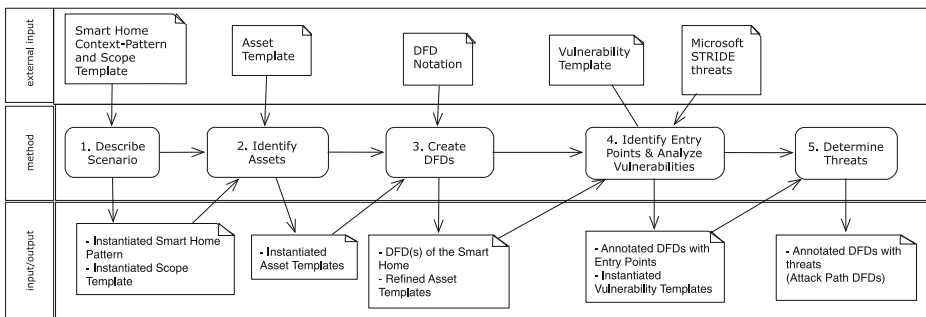 external input
Smart Home
Context-Pattern
and Scope
Template
Asset
Template
DFD
Notation
Vulnerability
Template
Microsoft
STRIDE
threats
method
1. Describe
Scenario
2. Identify
Assets
3. Create
DFDs
4. Identify Entry
Points & Analyze
Vulnerabilities
5. Determine
Threats
input/output
- Instantiated Smart Home
Pattern
- Instantiated Scope
Template
- Instantiated
Asset Templates
- DFD(s) of the Smart
Home
- Refined Asset
Templates
- Annotated DFDs with
Entry Points
- Instantiated
Vulnerability Templates
- Annotated DFDs with
threats
(Attack Path DFDs)